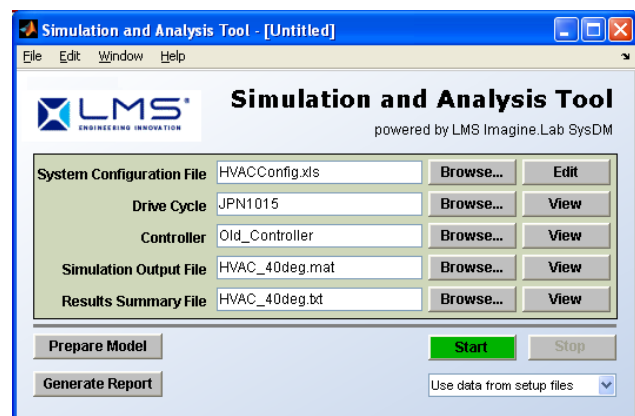 Simulation and Analysis Tool - [Untitled]
File Edit Window Help
LMS
ENGINEERING INNOVATION
Simulation and Analysis Tool
powered by LMS Imagine.Lab SysDM
System Configuration File HVACConfig.xls Browse... Edit
Drive Cycle JPN1015 Browse... View
Controller Old_Controller Browse... View
Simulation Output File HVAC_40deg.mat Browse... View
Results Summary File HVAC_40deg.txt Browse... View
Prepare Model Start Stop
Generate Report Use data from setup files